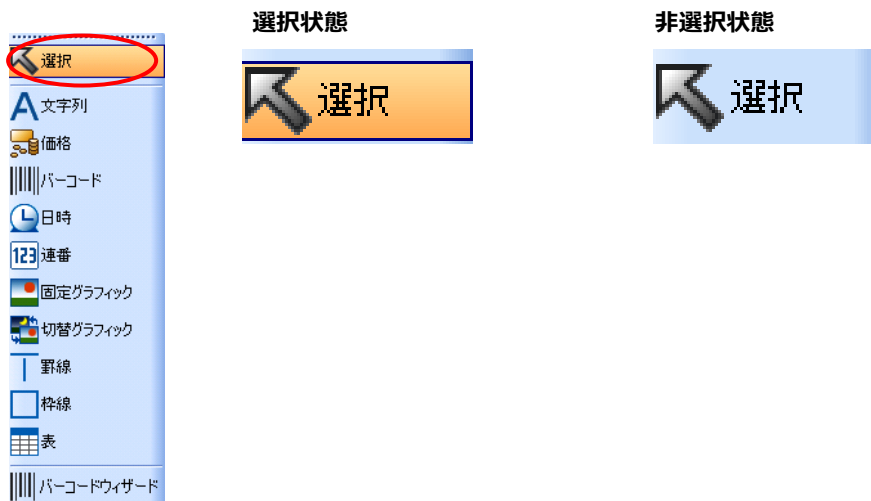 選択状態
非選択状態
選択
文字列
価格
バーコード
日時
123 連番
固定グラフィック
切替グラフィック
罫線
枠線
表
バーコードウィザード
選択
選択